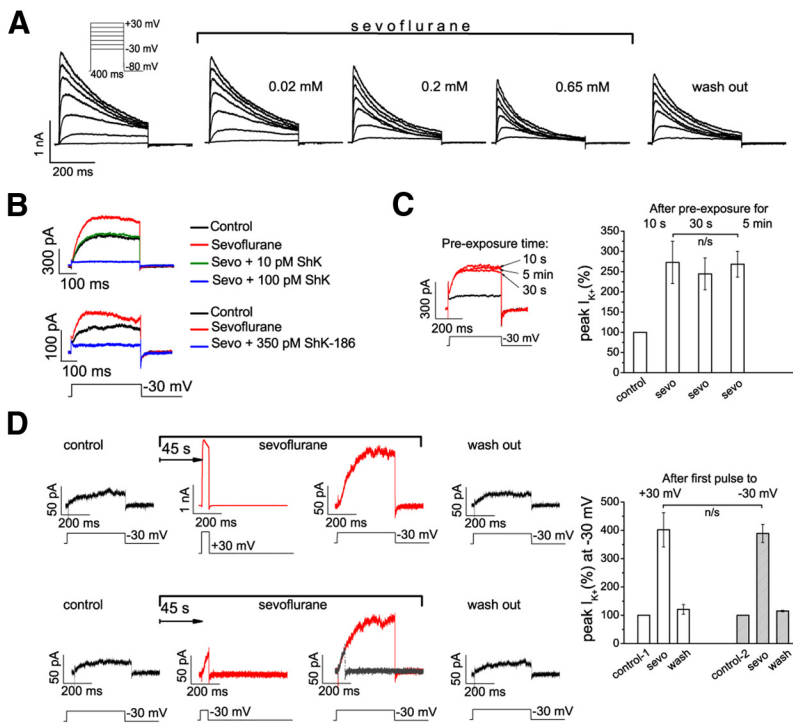 A
+30 mV
-30 mV
-80 mV
400 ms
sevoflurane
0.02 mM
0.2 mM
0.65 mM
wash out
1 nA
200 ms
B
300 pA
100 ms
Control
Sevoflurane
Sevo + 10 pM ShK
Sevo + 100 pM ShK
100 pA
100 ms
Control
Sevoflurane
Sevo + 350 pM ShK-186
-30 mV
C
Pre-exposure time:
10 s
5 min
30 s
300 pA
200 ms
-30 mV
After pre-exposure for
10 s 30 s 5 min
n/s
peak IK+(%)
350
300
250
200
150
100
50
0
control
sevo
sevo
sevo
D
control
45 s
sevoflurane
wash out
50 pA
200 ms
-30 mV
1 nA
200 ms
+30 mV
50 pA
200 ms
-30 mV
50 pA
200 ms
-30 mV
control
45 s
sevoflurane
wash out
50 pA
200 ms
-30 mV
50 pA
200 ms
-30 mV
50 pA
200 ms
-30 mV
50 pA
200 ms
-30 mV
After first pulse to
+30 mV -30 mV
n/s
peak IK+(%) at -30 mV
500
400
300
200
100
0
control-1
sevo
wash
control-2
sevo
wash